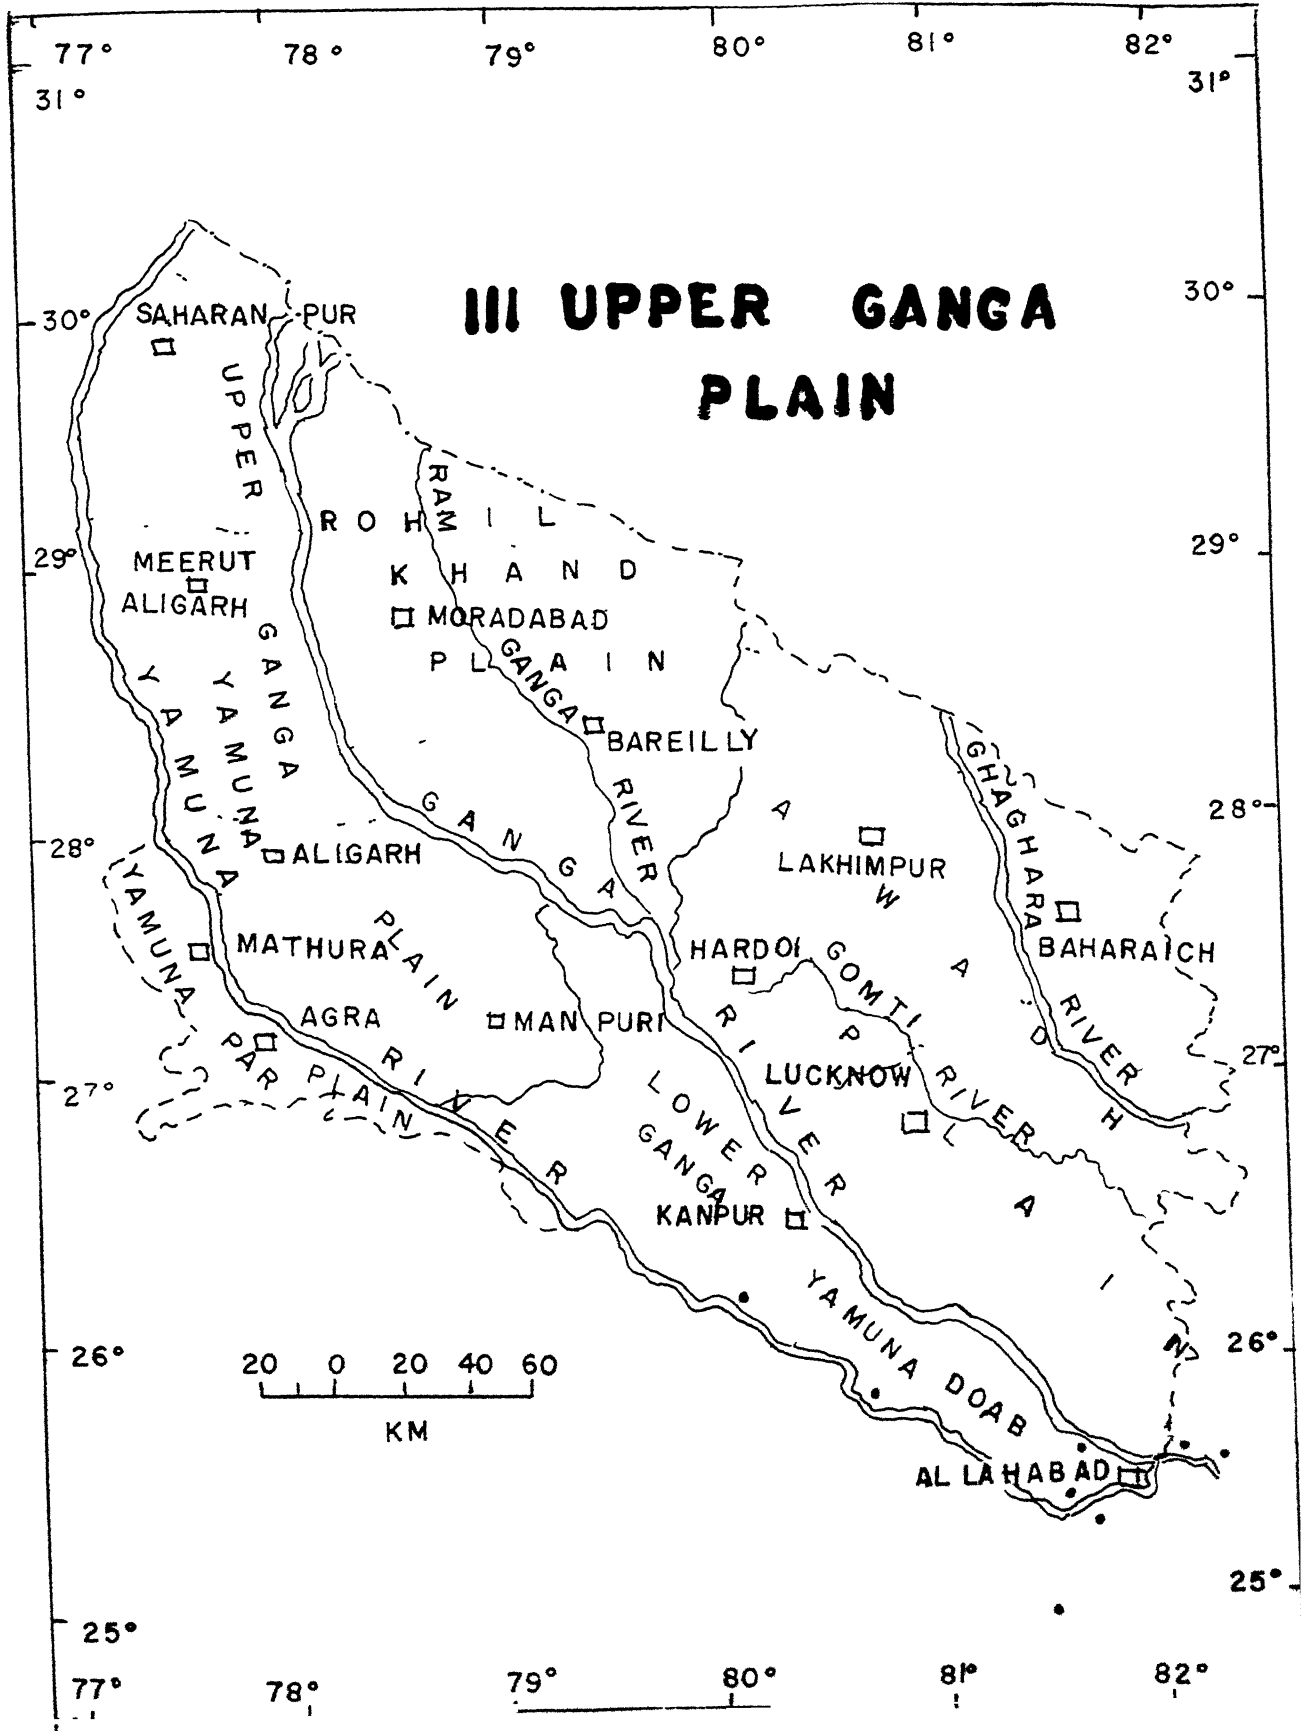 77° 78° 79° 80° 81° 82°
31° 31°
III UPPER GANGA
PLAIN
30° 30°
SAHARANPUR
UPPER GANGA
YAMUNA
PLAIN
RAM GANGA RIVER
ROHIL
KHAND
PLAIN
29° 29°
MEERUT
ALIGARH
MORADABAD
BAREILLY
YAMUNA RIVER
GANGA RIVER
GHAGHARA RIVER
28° 28°
ALIGARH
LAKHIMPUR
AWADH
PLAIN
YAMUNA
PAR PLAIN
MATHURA
HARDOI
GOMTI RIVER
BAHARAICH
AGRA
MANPURI
27° 27°
LUCKNOW
LOWER
GANGA
KANPUR
YAMUNA DOAB
26° 26°
20 0 20 40 60
KM
ALLAHABAD
25° 25°
77° 78° 79° 80° 81° 82°